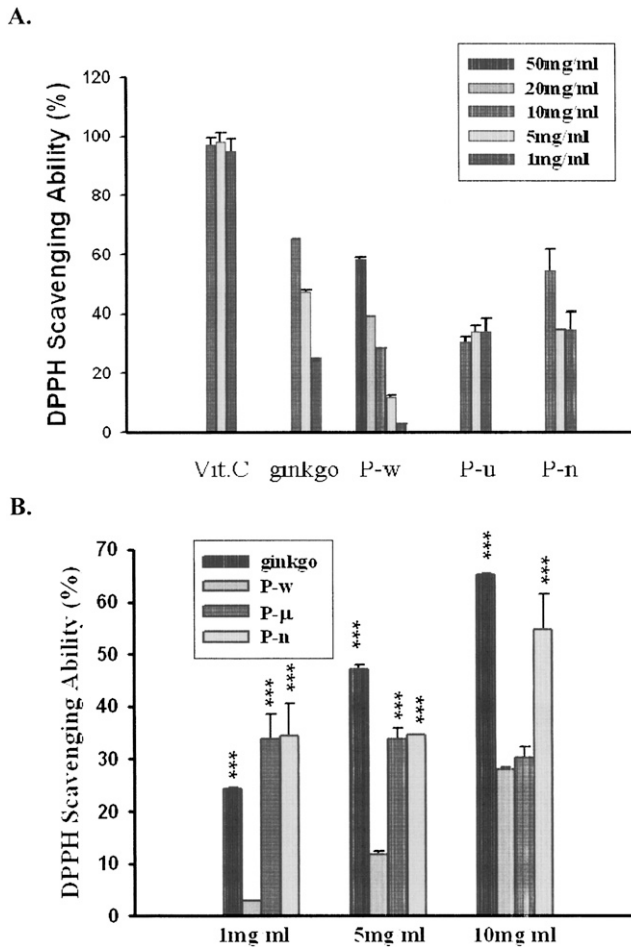 A.
DPPH Scavenging Ability (%)
120
100
80
60
40
20
0
50mg/ml
20mg/ml
10mg/ml
5mg/ml
1mg/ml
Vit.C ginkgo P-w P-u P-n
B.
DPPH Scavenging Ability (%)
70
60
50
40
30
20
10
0
ginkgo
P-w
P-μ
P-n
*** *** ***
*** *** ***
*** ***
1mg ml 5mg ml 10mg ml